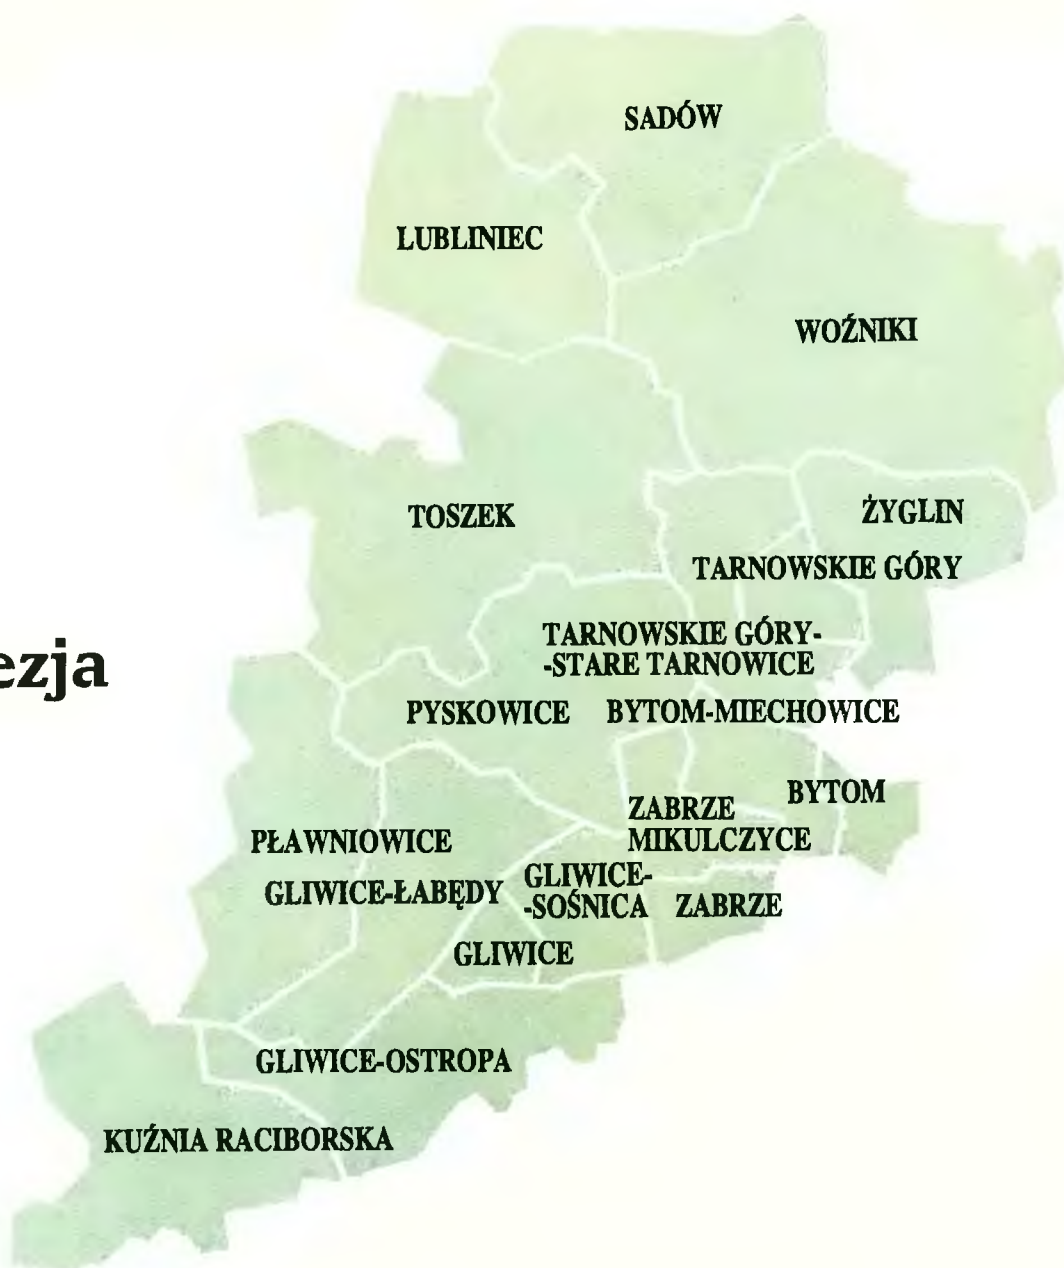 SADÓW
LUBLINIEC
WOŹNIKI
TOSZEK
ŻYGLIN
TARNOWSKIE GÓRY
TARNOWSKIE GÓRY-
-STARE TARNOWICE
ezja
PYSKOWICE
BYTOM-MIECHOWICE
BYTOM
ZABRZE
MIKULCZYCE
PŁAWNIOWICE
GLIWICE-ŁABĘDY
GLIWICE-
-SOŚNICA
ZABRZE
GLIWICE
GLIWICE-OSTROPA
KUŹNIA RACIBORSKA